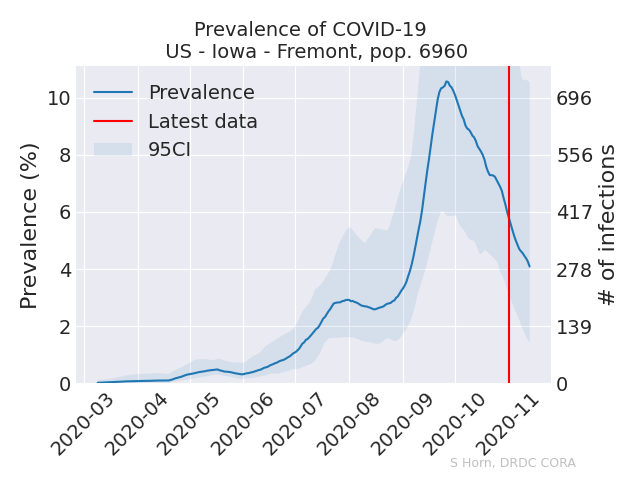 Prevalence of COVID-19
US - Iowa - Fremont, pop. 6960
Prevalence
Latest data
95CI
Prevalence (%)
10
8
6
4
2
0
696
556
417
278
139
0
# of infections
2020-03
2020-04
2020-05
2020-06
2020-07
2020-08
2020-09
2020-10
2020-11
S Horn, DRDC CORA